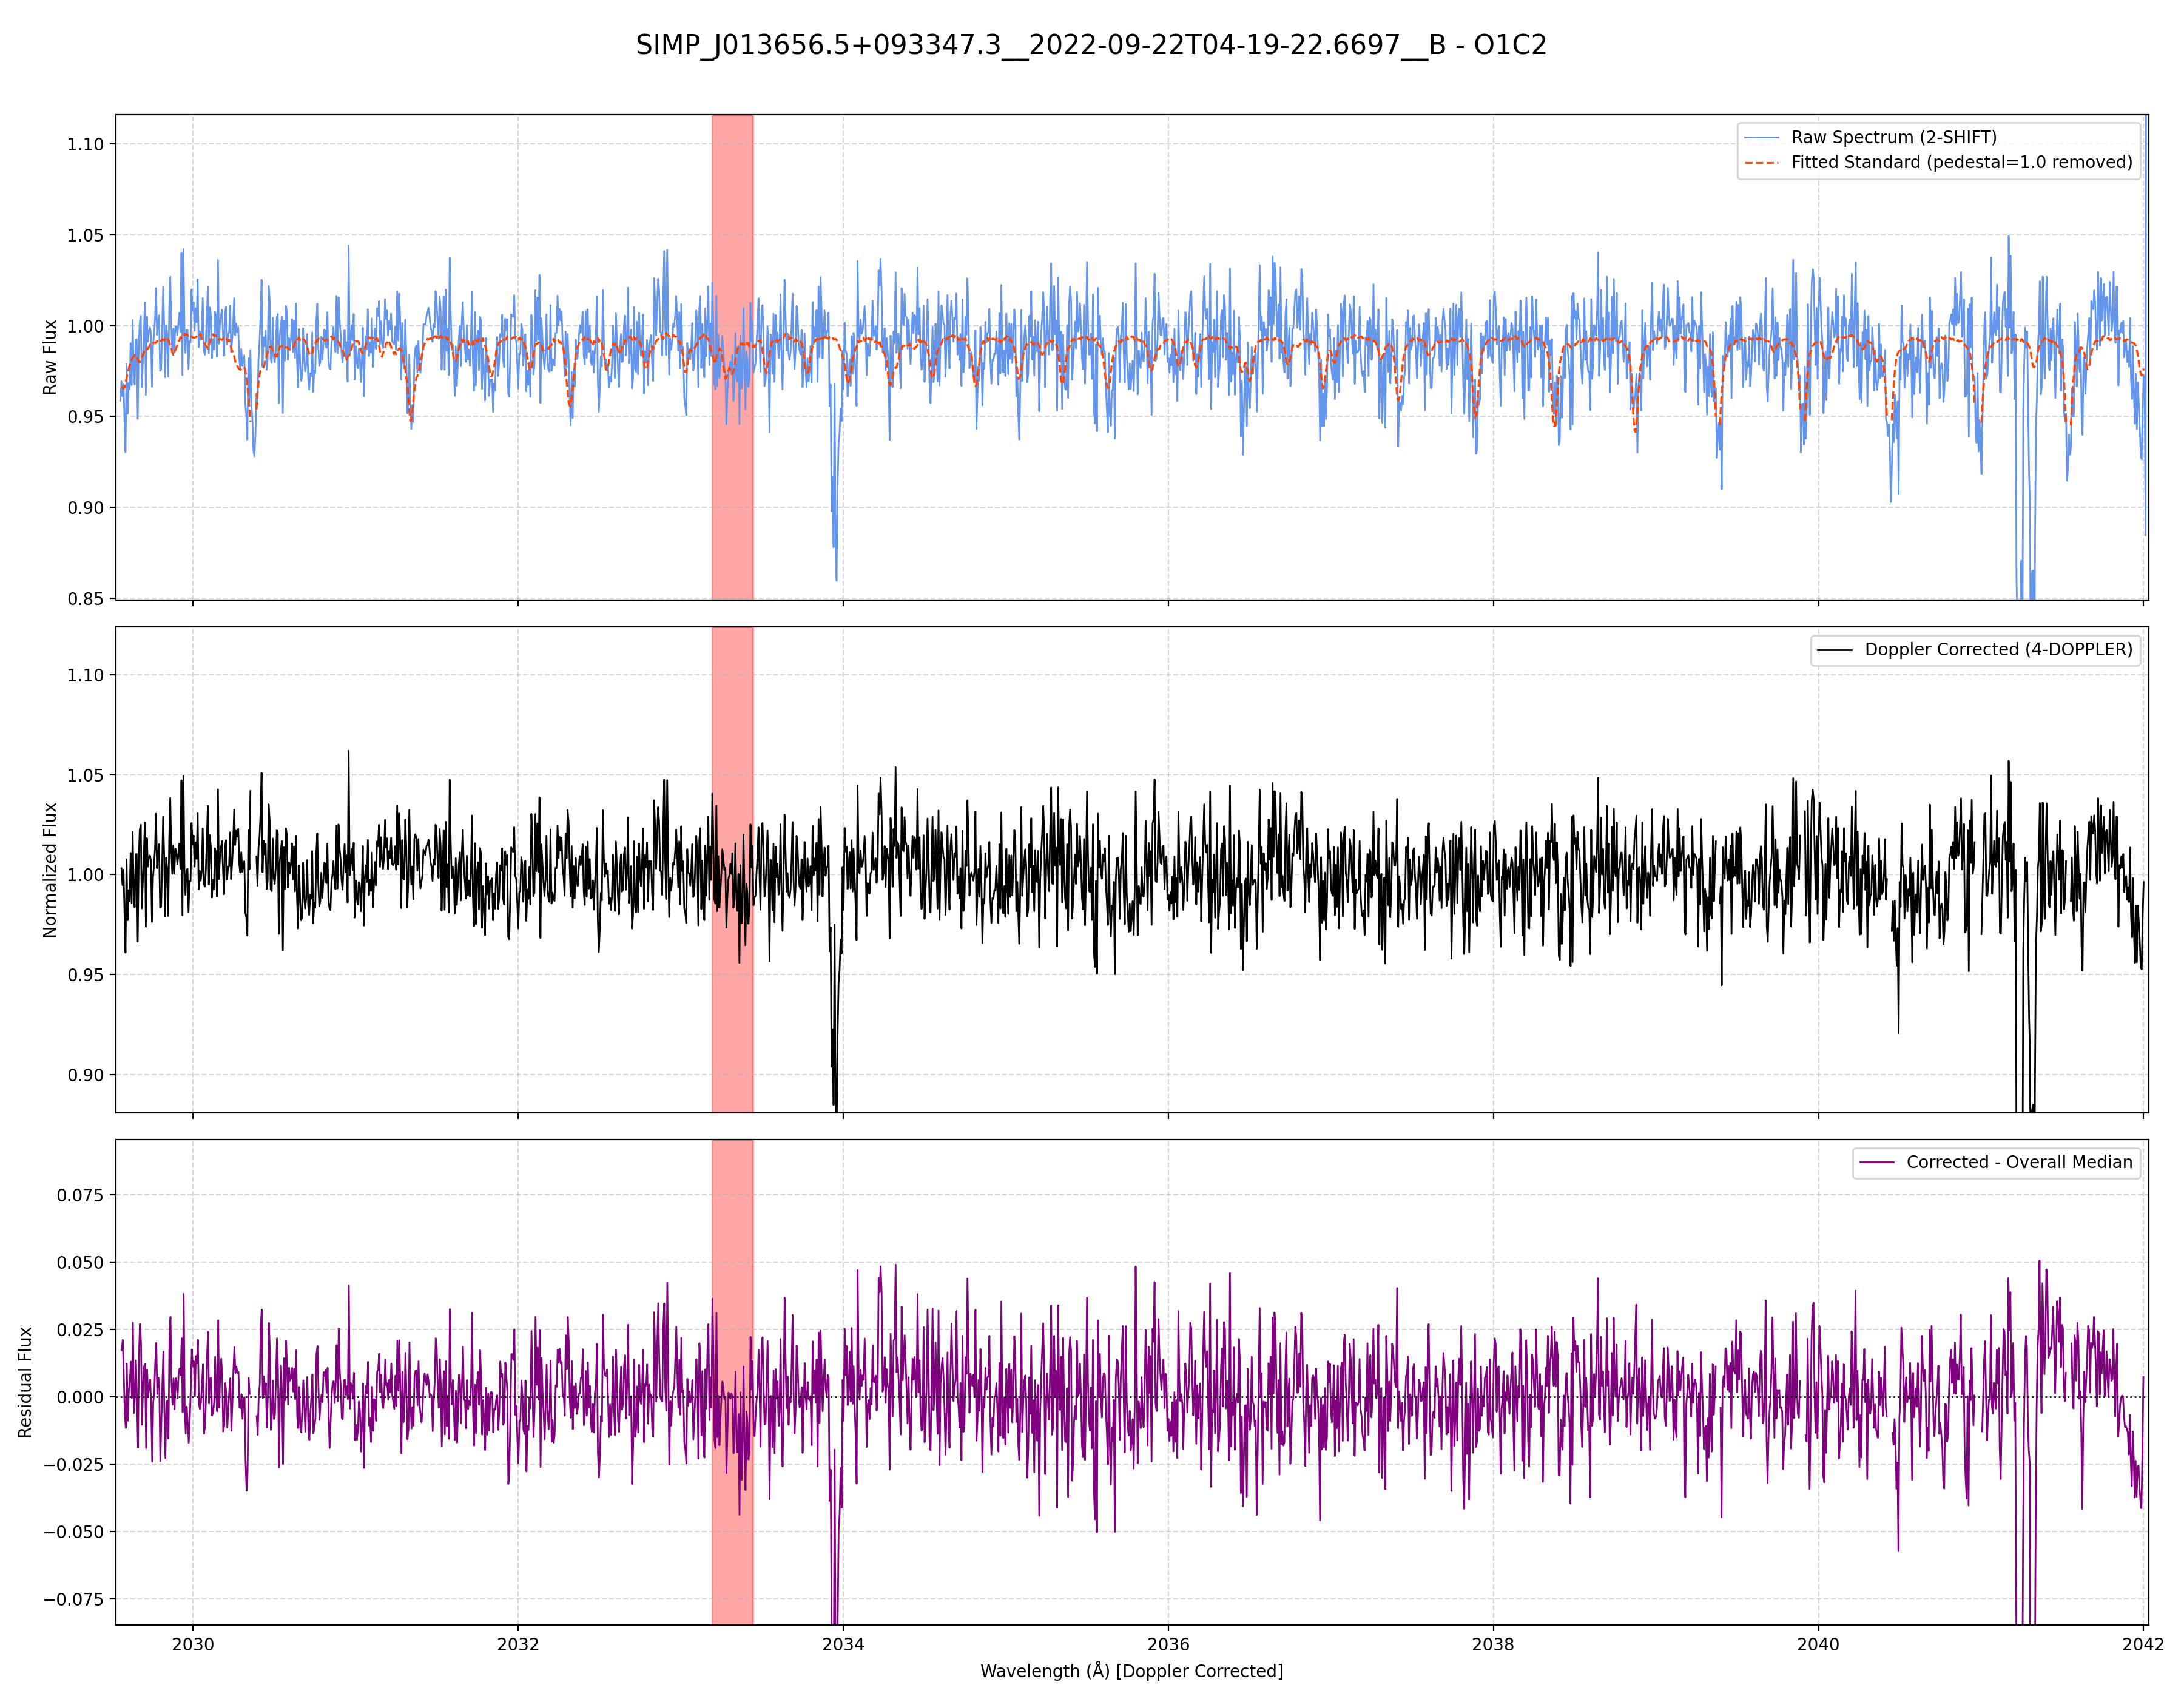 SIMP_J013656.5+093347.3__2022-09-22T04-19-22.6697__B - O1C2
Raw Flux
1.10
1.05
1.00
0.95
0.90
0.85
Raw Spectrum (2-SHIFT)
Fitted Standard (pedestal=1.0 removed)
Normalized Flux
1.10
1.05
1.00
0.95
0.90
Doppler Corrected (4-DOPPLER)
Residual Flux
0.075
0.050
0.025
0.000
−0.025
−0.050
−0.075
Corrected - Overall Median
2030 2032 2034 2036 2038 2040 2042
Wavelength (Å) [Doppler Corrected]